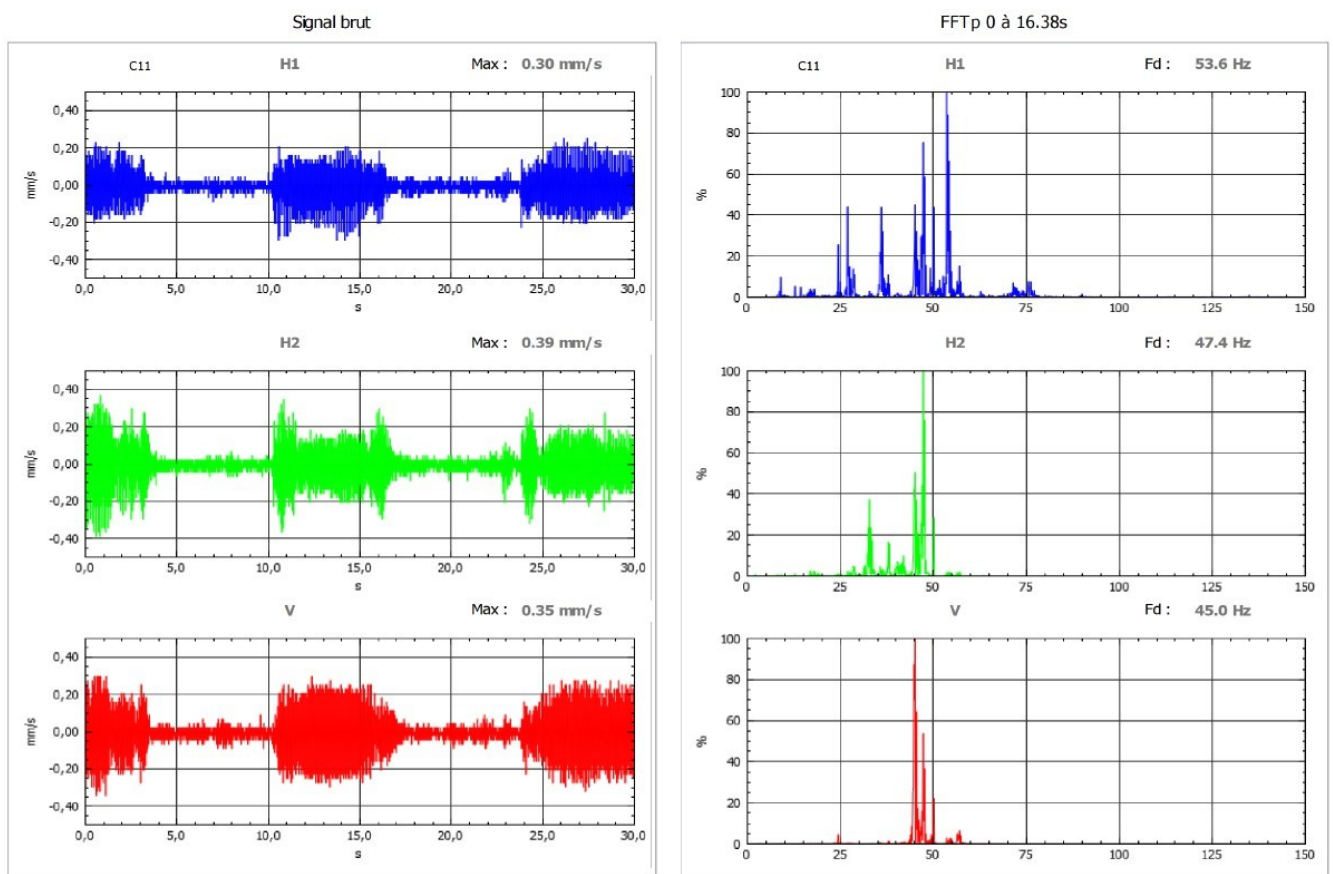 Signal brut
FFTp 0 à 16.38s
C11 H1 Max : 0.30 mm/s
0,40
0,20
0,00
-0,20
-0,40
mm/s
0,0 5,0 10,0 15,0 20,0 25,0 30,0
s
H2 Max : 0.39 mm/s
0,40
0,20
0,00
-0,20
-0,40
mm/s
0,0 5,0 10,0 15,0 20,0 25,0 30,0
s
V Max : 0.35 mm/s
0,40
0,20
0,00
-0,20
-0,40
mm/s
0,0 5,0 10,0 15,0 20,0 25,0 30,0
s
C11 H1 Fd : 53.6 Hz
100
80
60
40
20
0
%
0 25 50 75 100 125 150
H2 Fd : 47.4 Hz
100
80
60
40
20
0
%
0 25 50 75 100 125 150
V Fd : 45.0 Hz
100
80
60
40
20
0
%
0 25 50 75 100 125 150